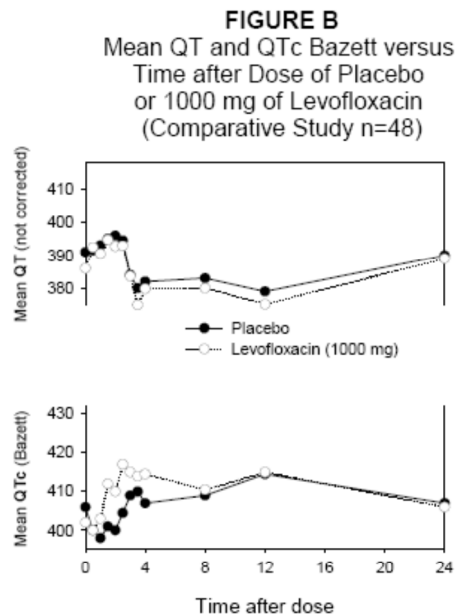 FIGURE B
Mean QT and QTc Bazett versus
Time after Dose of Placebo
or 1000 mg of Levofloxacin
(Comparative Study n=48)
Mean QT (not corrected)
410
400
390
380
Placebo
Levofloxacin (1000 mg)
Mean QTc (Bazett)
430
420
410
400
0 4 8 12 16 20 24
Time after dose